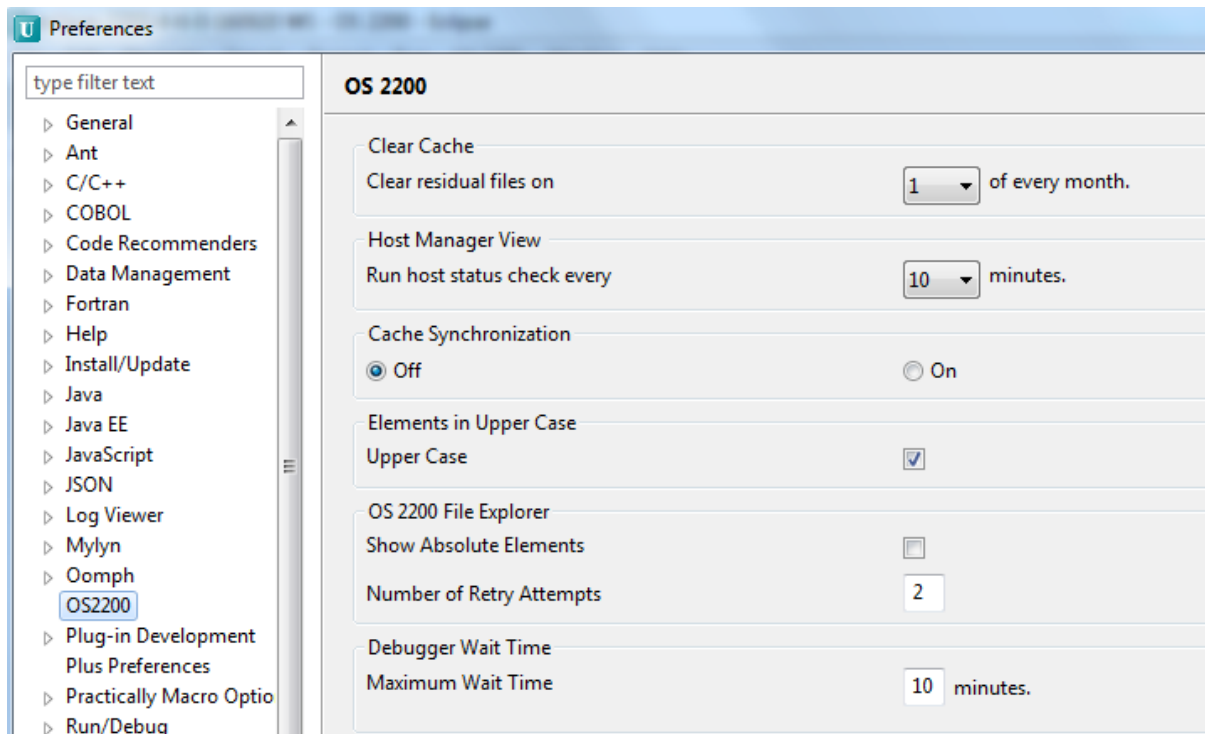 U Preferences
type filter text
General
Ant
C/C++
COBOL
Code Recommenders
Data Management
Fortran
Help
Install/Update
Java
Java EE
JavaScript
JSON
Log Viewer
Mylyn
Oomph
OS2200
Plug-in Development
Plus Preferences
Practically Macro Optio
Run/Debug
OS 2200
Clear Cache
Clear residual files on 1 of every month.
Host Manager View
Run host status check every 10 minutes.
Cache Synchronization
Off On
Elements in Upper Case
Upper Case
OS 2200 File Explorer
Show Absolute Elements
Number of Retry Attempts 2
Debugger Wait Time
Maximum Wait Time 10 minutes.